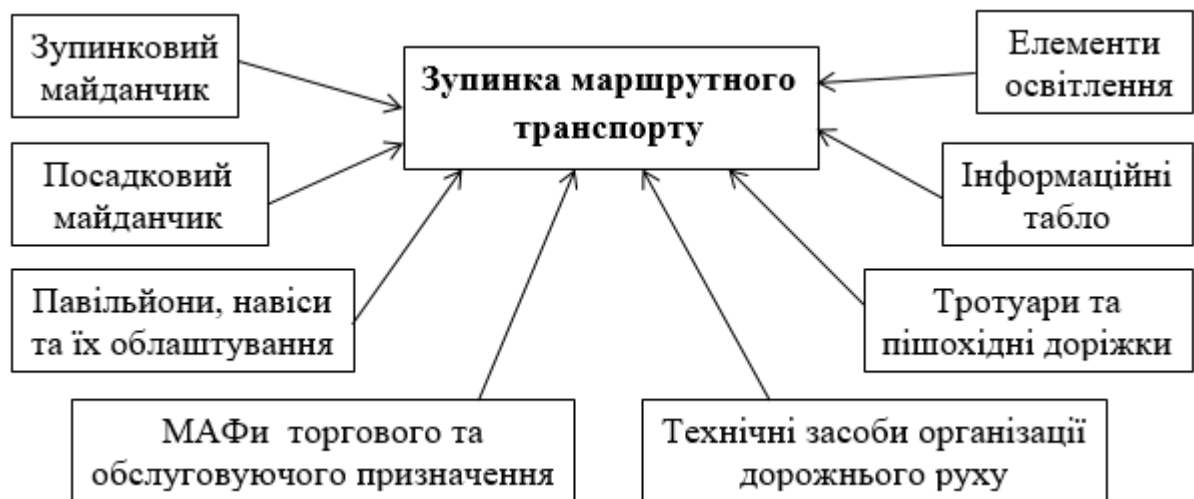 Зупинковий
майданчик
Зупинка маршрутного
транспорту
Елементи
освітлення
Посадковий
майданчик
Інформаційні
табло
Павільйони, навіси
та їх облаштування
Тротуари та
пішохідні доріжки
МАФи торгового та
обслуговуючого призначення
Технічні засоби організації
дорожнього руху